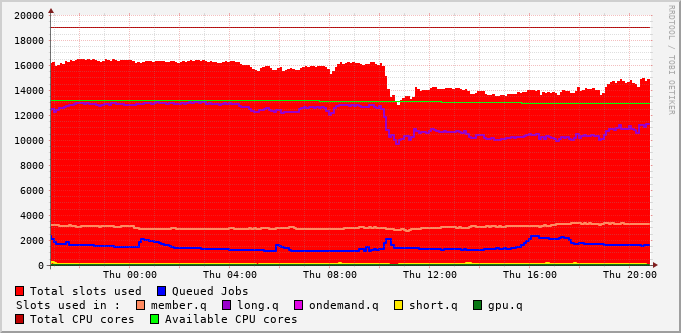 20000
18000
16000
14000
12000
10000
8000
6000
4000
2000
0
Thu 00:00 Thu 04:00 Thu 08:00 Thu 12:00 Thu 16:00 Thu 20:00
RRDTOOL / TOBI OETIKER
Total slots used Queued Jobs
Slots used in : member.q long.q ondemand.q short.q gpu.q
Total CPU cores Available CPU cores